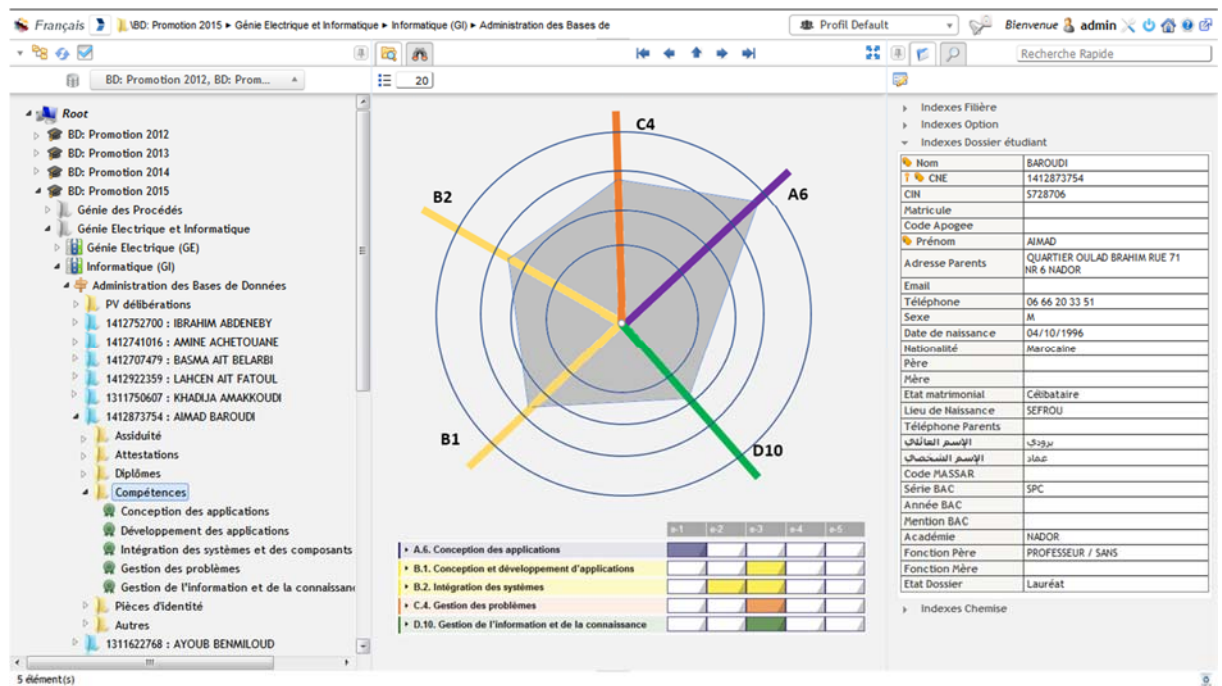 Français
\BD: Promotion 2015 ▸ Génie Electrique et Informatique ▸ Informatique (GI) ▸ Administration des Bases de
Profil Default
Bienvenue admin
Recherche Rapide
BD: Promotion 2012, BD: Prom...
20
Root
BD: Promotion 2012
BD: Promotion 2013
BD: Promotion 2014
BD: Promotion 2015
Génie des Procédés
Génie Electrique et Informatique
Génie Electrique (GE)
Informatique (GI)
Administration des Bases de Données
PV délibérations
1412752700 : IBRAHIM ABDENEBY
1412741016 : AMINE ACHETOUANE
1412707479 : BASMA AIT BELARBI
1412922359 : LAHCEN AIT FATOUL
1311750607 : KHADIJA AMAKKOUDI
1412873754 : AIMAD BAROUDI
Assiduité
Attestations
Diplômes
Compétences
Conception des applications
Développement des applications
Intégration des systèmes et des composants
Gestion des problèmes
Gestion de l'information et de la connaissan
Pièces d'identité
Autres
1311622768 : AYOUB BENMILOUD
5 élément(s)
C4
A6
B2
B1
D10
e-1 e-2 e-3 e-4 e-5
A.6. Conception des applications
B.1. Conception et développement d'applications
B.2. Intégration des systèmes
C.4. Gestion des problèmes
D.10. Gestion de l'information et de la connaissance
Indexes Filière
Indexes Option
Indexes Dossier étudiant
Nom BAROUDI
CNE 1412873754
CIN S728706
Matricule
Code Apogee
Prénom AIMAD
Adresse Parents QUARTIER OULAD BRAHIM RUE 71
NR 6 NADOR
Email
Téléphone 06 66 20 33 51
Sexe M
Date de naissance 04/10/1996
Nationalité Marocaine
Père
Mère
Etat matrimonial Célibataire
Lieu de Naissance SEFROU
Téléphone Parents
الإسم العائلي برودي
الإسم الشخصي عماد
Code MASSAR
Série BAC SPC
Année BAC
Mention BAC
Académie NADOR
Fonction Père PROFESSEUR / SANS
Fonction Mère
Etat Dossier Lauréat
Indexes Chemise